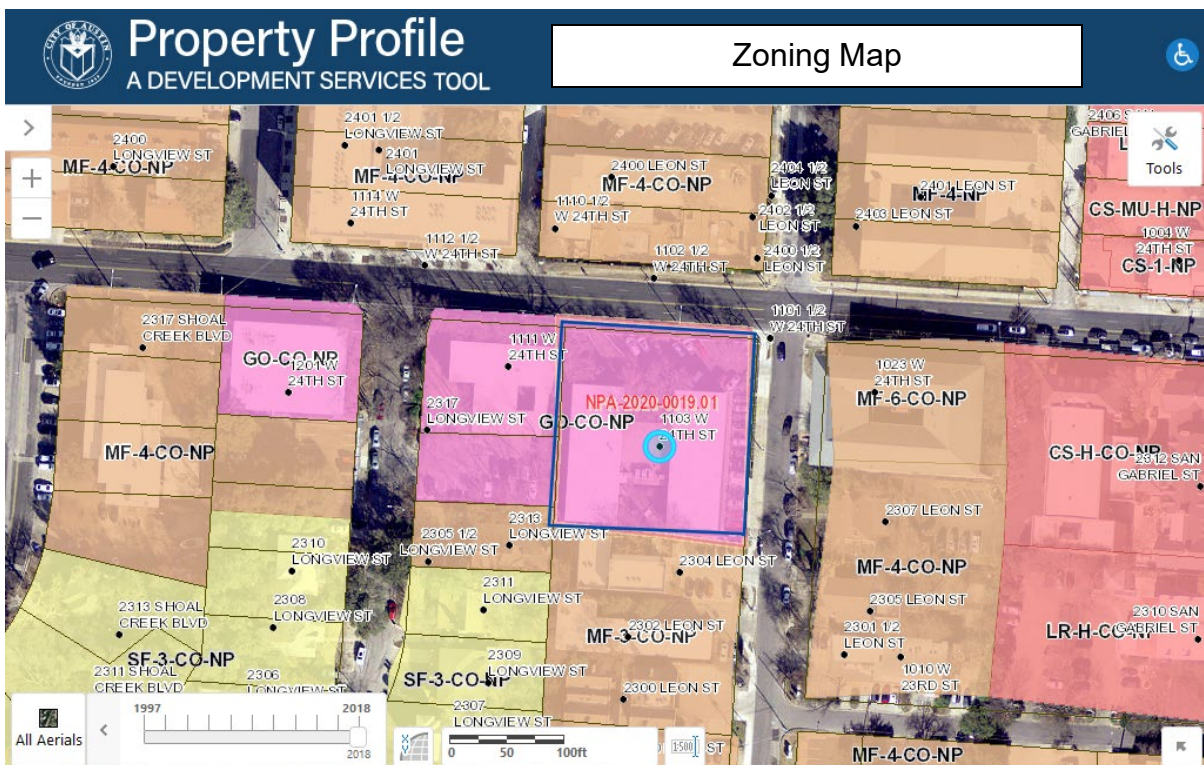 CITY OF AUSTIN
Property Profile
A DEVELOPMENT SERVICES TOOL
Zoning Map
Tools
2400
LONGVIEW ST
MF-4-CO-NP
2401 1/2
LONGVIEW ST
2401
LONGVIEW ST
MF-4-CO-NP
1114 W
24TH ST
1112 1/2
W 24TH ST
2400 LEON ST
MF-4-CO-NP
1110 1/2
W 24TH ST
2404 1/2
LEON ST
2402 1/2
LEON ST
2400 1/2
LEON ST
1102 1/2
W 24TH ST
2401 LEON ST
MF-4-NP
2403 LEON ST
GABRIEL
CS-MU-H-NP
1004 W
24TH ST
CS-1-NP
2317 SHOAL
CREEK BLVD
GO-CO-NP
1201 W
24TH ST
MF-4-CO-NP
1111 W
24TH ST
2317
LONGVIEW ST
GO-CO-NP
NPA-2020-0019.01
1103 W
24TH ST
1101 1/2
W 24TH ST
1023 W
24TH ST
MF-6-CO-NP
CS-H-CO-NP
2312 SAN
GABRIEL ST
2310
LONGVIEW ST
2305 1/2
LONGVIEW ST
2313
LONGVIEW ST
2304 LEON ST
2307 LEON ST
MF-4-CO-NP
2308
LONGVIEW ST
2311
LONGVIEW ST
2302 LEON ST
MF-3-CO-NP
2305 LEON ST
2301 1/2
LEON ST
1010 W
23RD ST
2310 SAN
GABRIEL ST
LR-H-CO-NP
2313 SHOAL
CREEK BLVD
SF-3-CO-NP
2311 SHOAL
CREEK BLVD
2306
LONGVIEW ST
2309
LONGVIEW ST
SF-3-CO-NP
2307
LONGVIEW ST
2300 LEON ST
MF-4-CO-NP
All Aerials
1997
2018
2018
0 50 100ft
1:500
ST